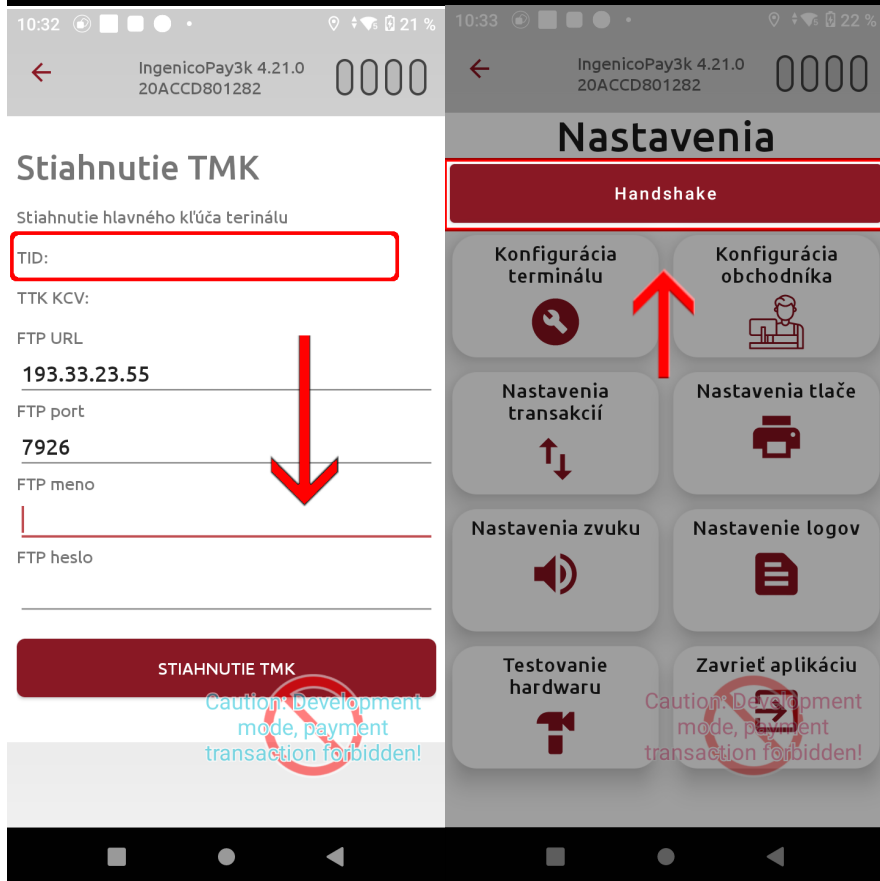 10:32
21 %
IngenicoPay3k 4.21.0
20ACCD801282
Stiahnutie TMK
Stiahnutie hlavného kľúča terinálu
TID:
TTK KCV:
FTP URL
193.33.23.55
FTP port
7926
FTP meno
FTP heslo
STIAHNUTIE TMK
Caution: Development
mode, payment
transaction forbidden!
10:33
22 %
IngenicoPay3k 4.21.0
20ACCD801282
Nastavenia
Handshake
Konfigurácia
terminálu
Konfigurácia
obchodníka
Nastavenia
transakcií
Nastavenia tlače
Nastavenia zvuku
Nastavenie logov
Testovanie
hardwaru
Zavrieť aplikáciu
Caution: Development
mode, payment
transaction forbidden!